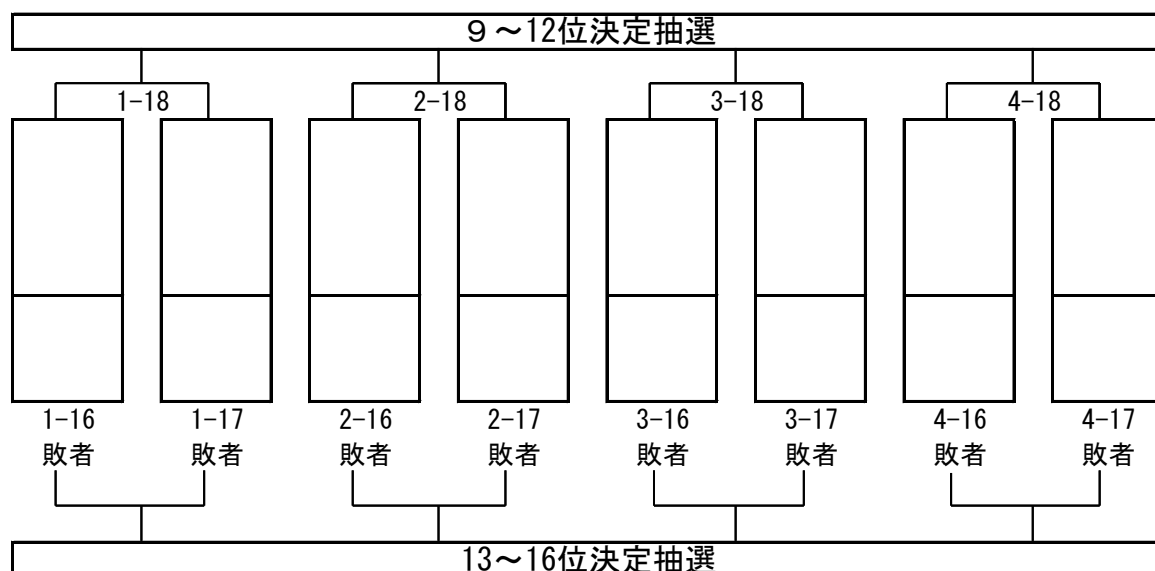 ９～12位決定抽選
1-18 2-18 3-18 4-18
1-16 1-17 2-16 2-17 3-16 3-17 4-16 4-17
敗者 敗者 敗者 敗者 敗者 敗者 敗者 敗者
13～16位決定抽選